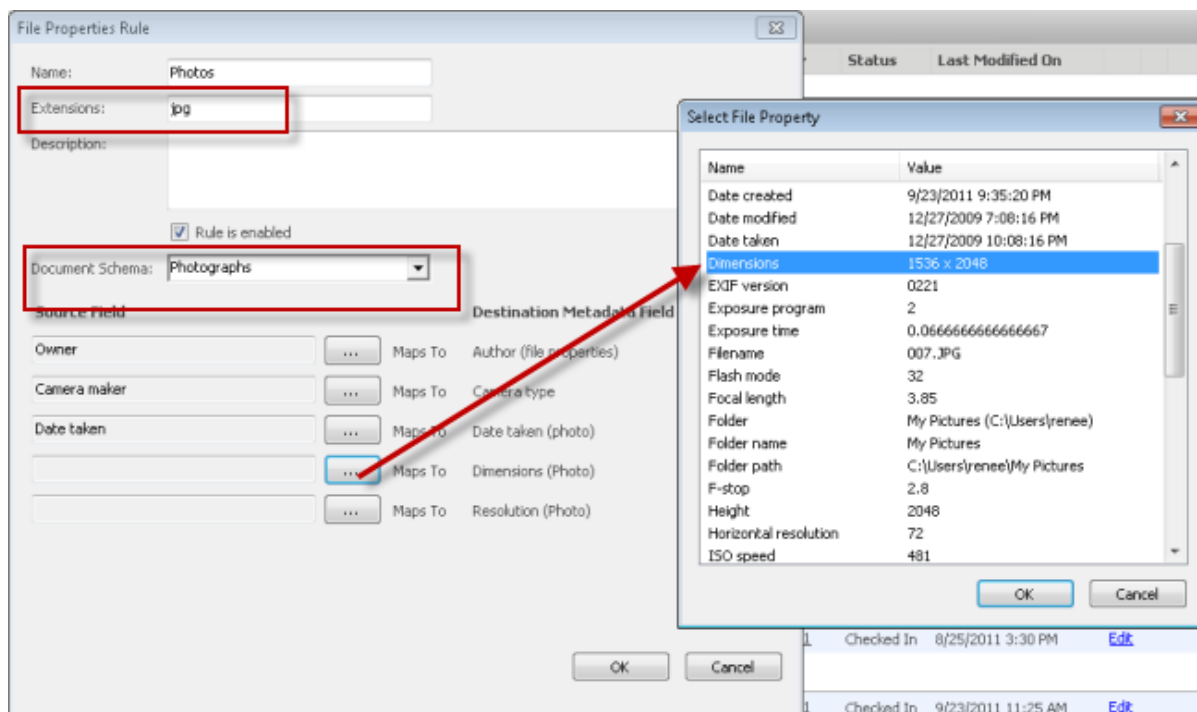 File Properties Rule
Name: Photos
Extensions: jpg
Description:
Rule is enabled
Document Schema: Photographs
Source Field Destination Metadata Field
Owner ... Maps To Author (file properties)
Camera maker ... Maps To Camera type
Date taken ... Maps To Date taken (photo)
... Maps To Dimensions (Photo)
... Maps To Resolution (Photo)
OK Cancel
Status Last Modified On
Select File Property
Name Value
Date created 9/23/2011 9:35:20 PM
Date modified 12/27/2009 7:08:16 PM
Date taken 12/27/2009 10:08:16 PM
Dimensions 1536 x 2048
EXIF version 0221
Exposure program 2
Exposure time 0.0666666666666667
Filename 007.JPG
Flash mode 32
Focal length 3.85
Folder My Pictures (C:\Users\renee)
Folder name My Pictures
Folder path C:\Users\renee\My Pictures
F-stop 2.8
Height 2048
Horizontal resolution 72
ISO speed 481
OK Cancel
1 Checked In 8/25/2011 3:30 PM Edit
1 Checked In 9/23/2011 11:25 AM Edit